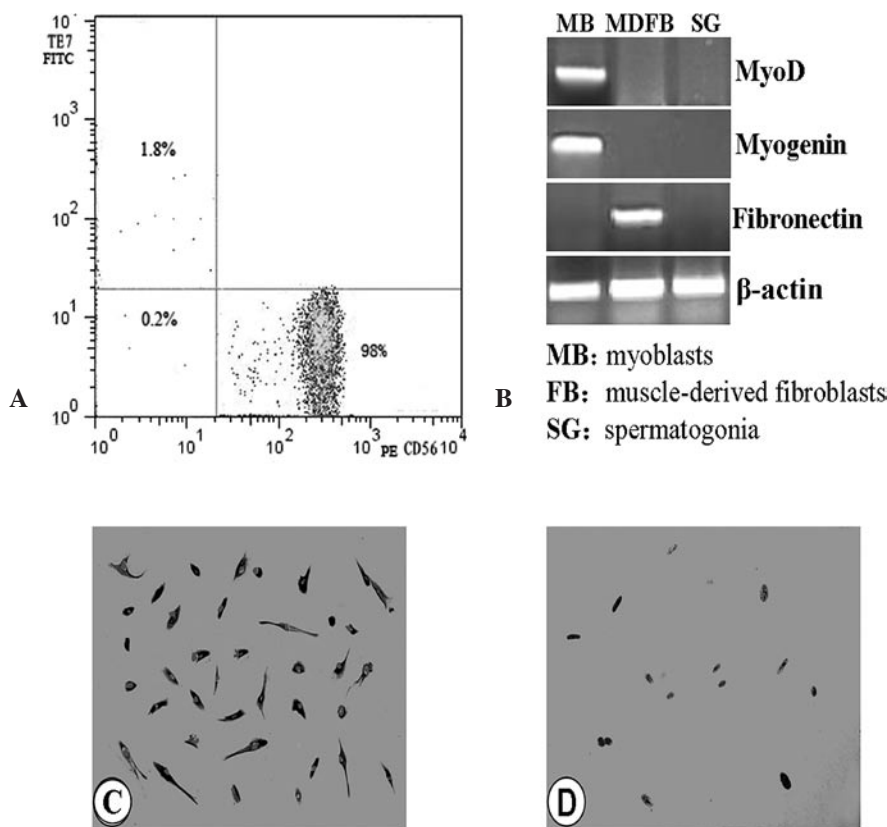 A
TE7
FITC
10⁴
10³
10²
10¹
10⁰
1.8%
0.2%
98%
10⁰ 10¹ 10² 10³ 10⁴
PE CD56
B
MB MDFB SG
MyoD
Myogenin
Fibronectin
β-actin
MB: myoblasts
FB: muscle-derived fibroblasts
SG: spermatogonia
C
D